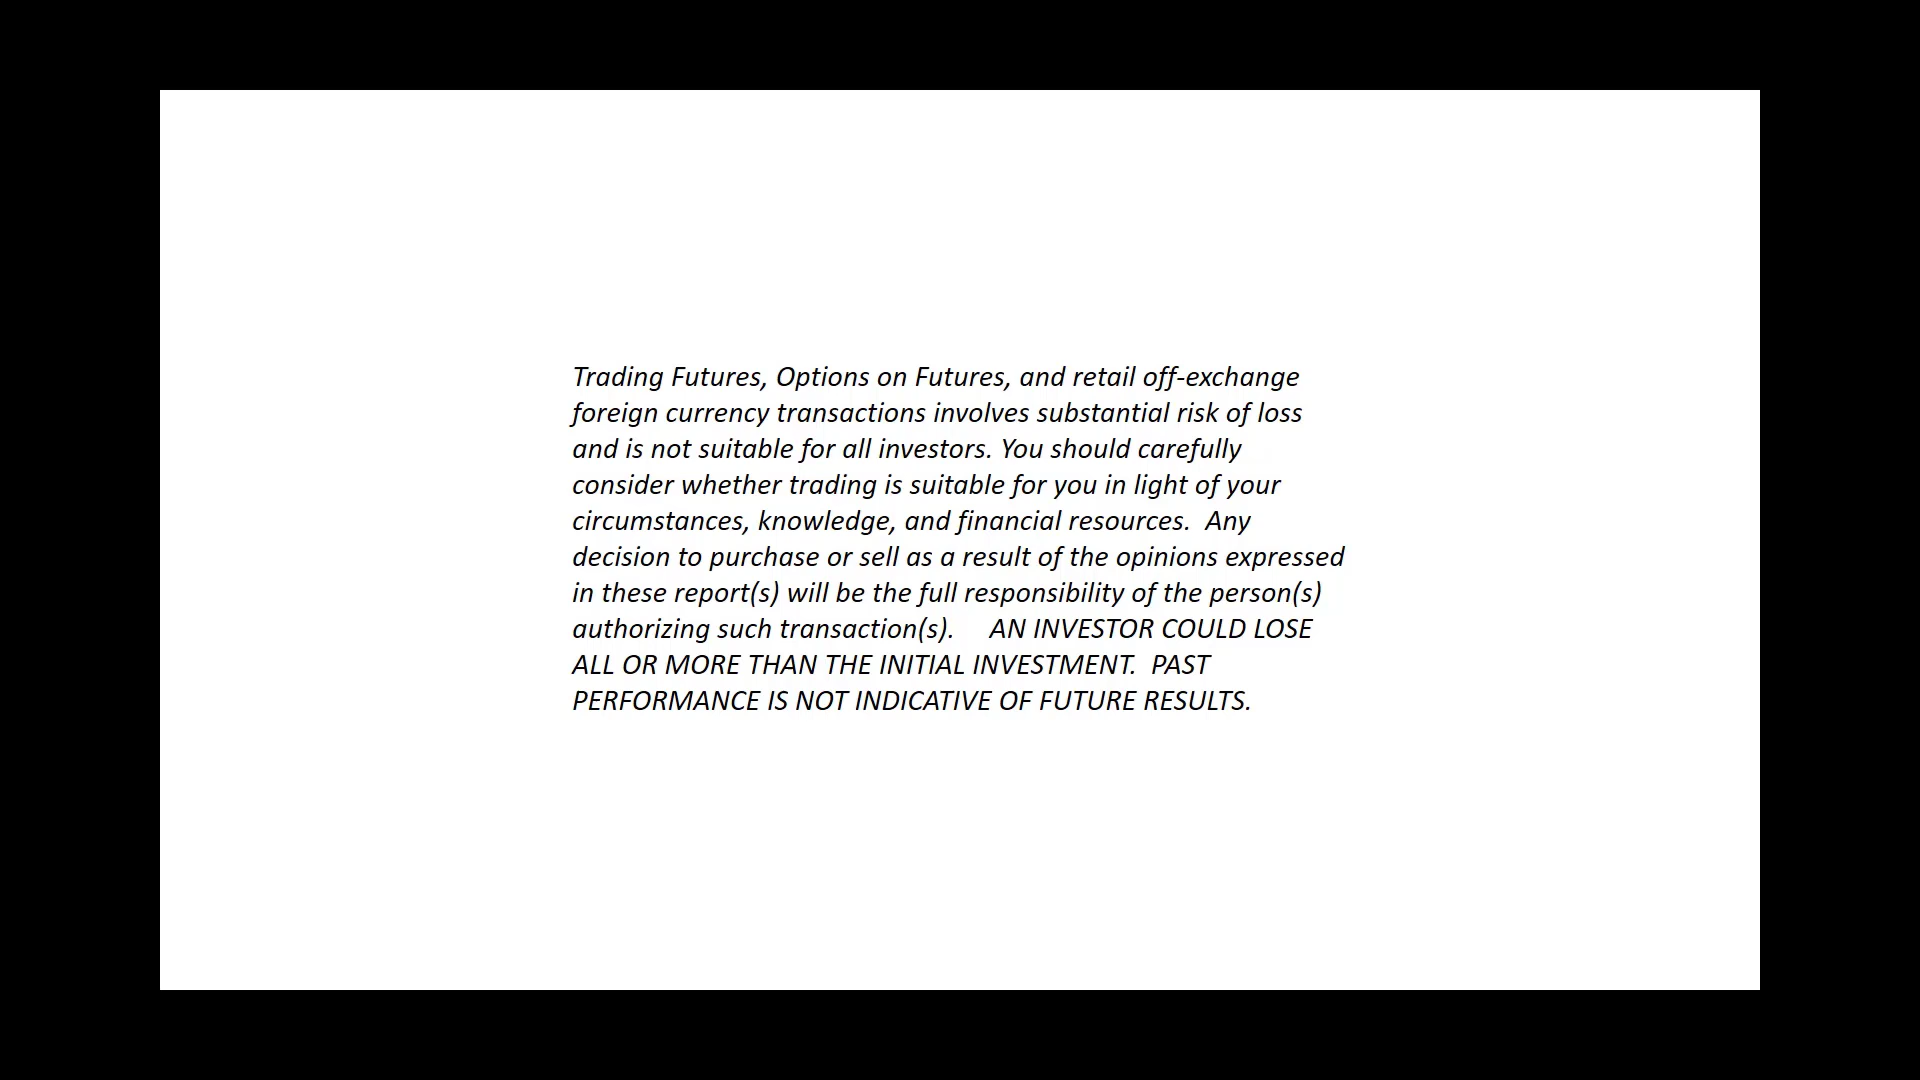 Trading Futures, Options on Futures, and retail off-exchange
foreign currency transactions involves substantial risk of loss
and is not suitable for all investors. You should carefully
consider whether trading is suitable for you in light of your
circumstances, knowledge, and financial resources.  Any
decision to purchase or sell as a result of the opinions expressed
in these report(s) will be the full responsibility of the person(s)
authorizing such transaction(s).     AN INVESTOR COULD LOSE
ALL OR MORE THAN THE INITIAL INVESTMENT.  PAST
PERFORMANCE IS NOT INDICATIVE OF FUTURE RESULTS.